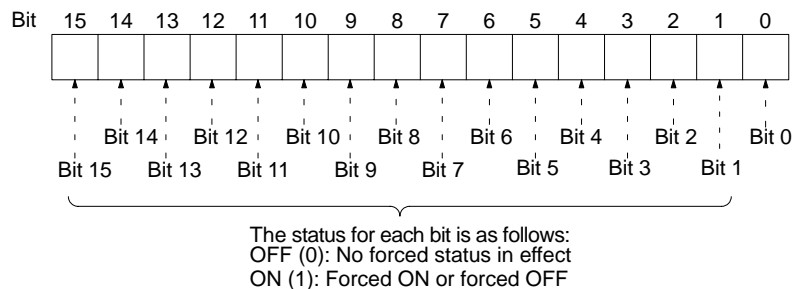 Bit 15 14 13 12 11 10 9 8 7 6 5 4 3 2 1 0
Bit 14 Bit 12 Bit 10 Bit 8 Bit 6 Bit 4 Bit 2 Bit 0
Bit 15 Bit 13 Bit 11 Bit 9 Bit 7 Bit 5 Bit 3 Bit 1
The status for each bit is as follows:
OFF (0): No forced status in effect
ON (1): Forced ON or forced OFF